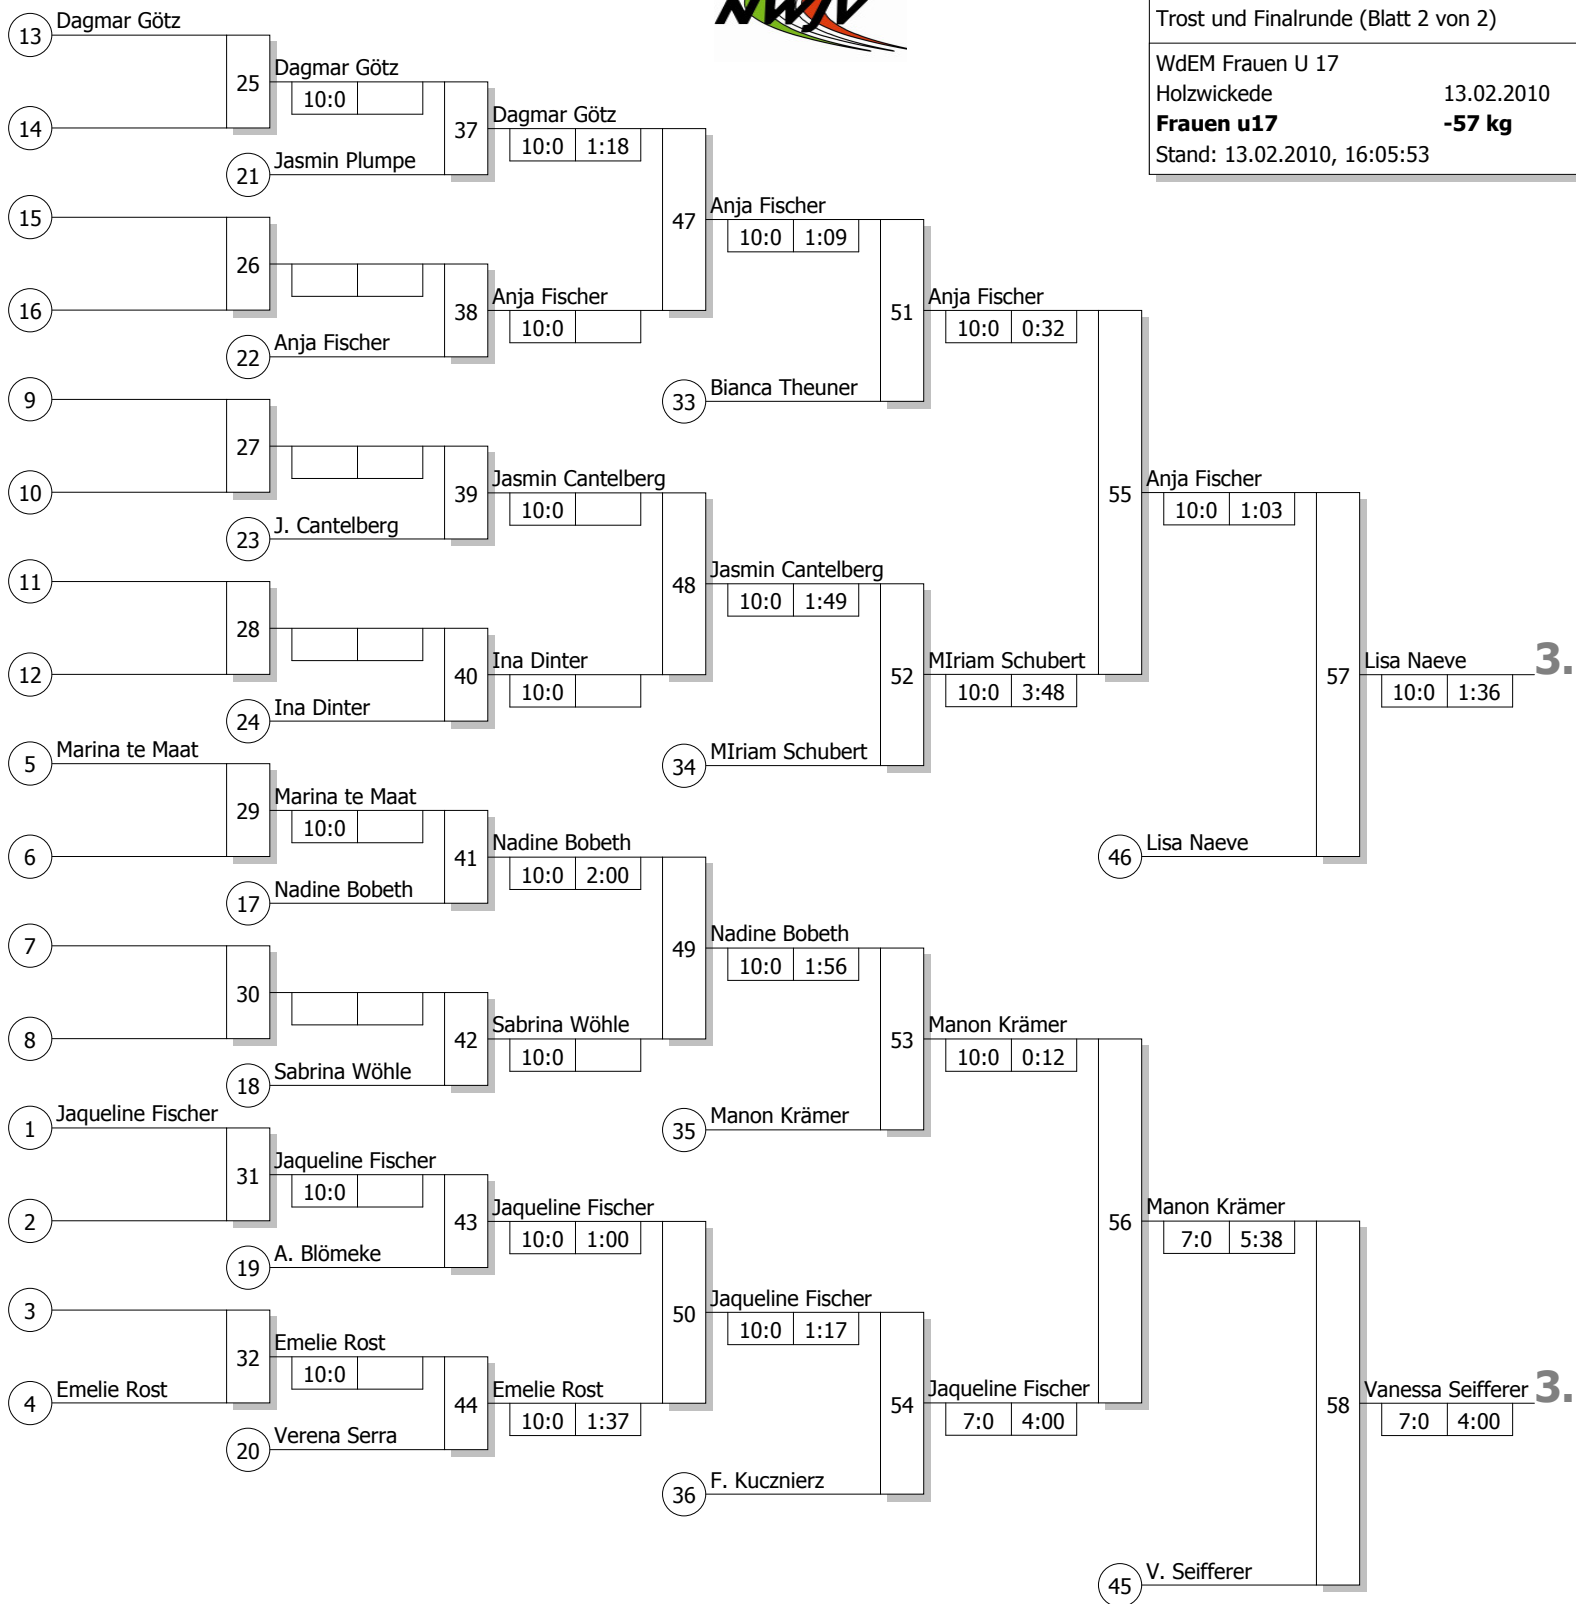 NWJV
Trost und Finalrunde (Blatt 2 von 2)
WdEM Frauen U 17
Holzwickede 13.02.2010
Frauen u17 -57 kg
Stand: 13.02.2010, 16:05:53
13 Dagmar Götz
14
25 Dagmar Götz
10:0
21 Jasmin Plumpe
37 Dagmar Götz
10:0 1:18
15
16
26
22 Anja Fischer
38 Anja Fischer
10:0
47 Anja Fischer
10:0 1:09
33 Bianca Theuner
51 Anja Fischer
10:0 0:32
9
10
27
23 J. Cantelberg
39 Jasmin Cantelberg
10:0
11
12
28
24 Ina Dinter
40 Ina Dinter
10:0
48 Jasmin Cantelberg
10:0 1:49
34 MIriam Schubert
52 MIriam Schubert
10:0 3:48
55 Anja Fischer
10:0 1:03
46 Lisa Naeve
57 Lisa Naeve 3.
10:0 1:36
5 Marina te Maat
6
29 Marina te Maat
10:0
17 Nadine Bobeth
41 Nadine Bobeth
10:0 2:00
7
8
30
18 Sabrina Wöhle
42 Sabrina Wöhle
10:0
49 Nadine Bobeth
10:0 1:56
35 Manon Krämer
53 Manon Krämer
10:0 0:12
1 Jaqueline Fischer
2
31 Jaqueline Fischer
10:0
19 A. Blömeke
43 Jaqueline Fischer
10:0 1:00
3
4 Emelie Rost
32 Emelie Rost
10:0
20 Verena Serra
44 Emelie Rost
10:0 1:37
50 Jaqueline Fischer
10:0 1:17
36 F. Kucznierz
54 Jaqueline Fischer
7:0 4:00
56 Manon Krämer
7:0 5:38
45 V. Seifferer
58 Vanessa Seifferer 3.
7:0 4:00